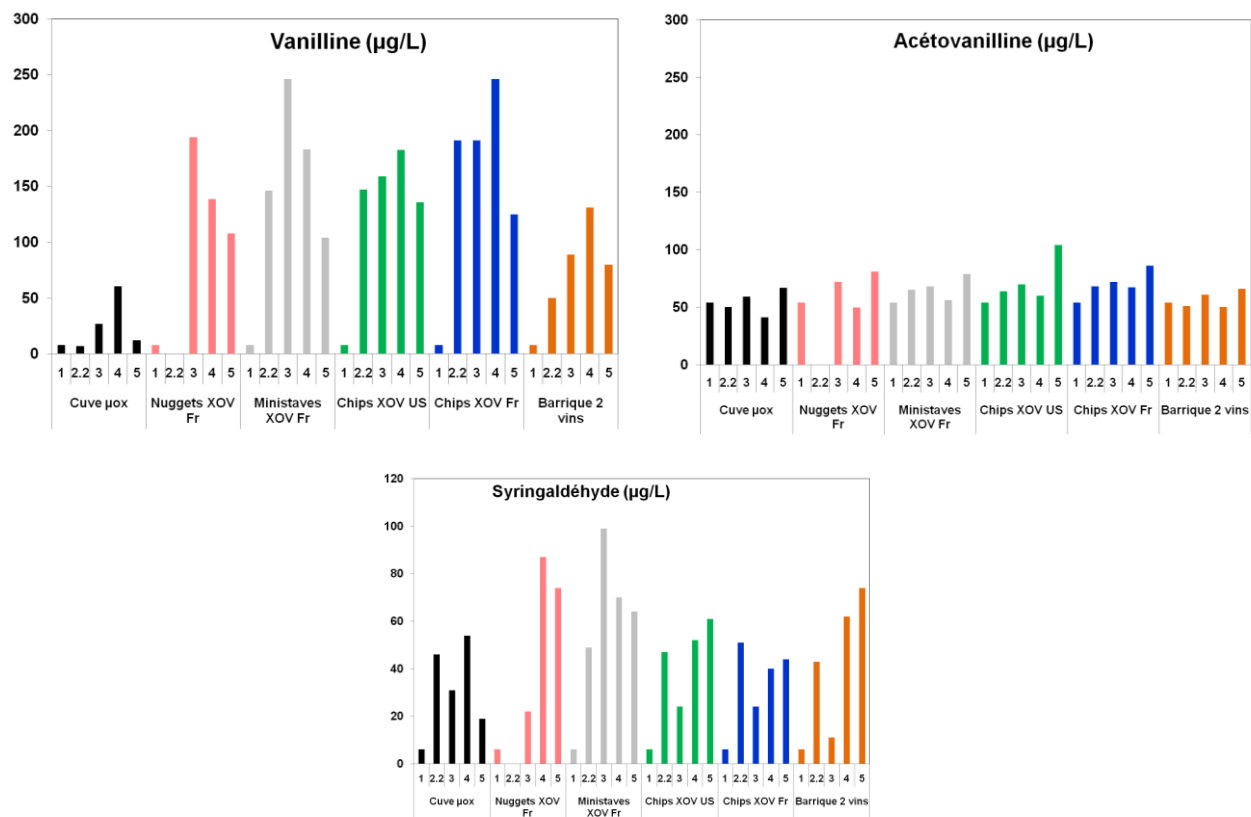 Vanilline (µg/L)
300
250
200
150
100
50
0
1 2.2 3 4 5 1 2.2 3 4 5 1 2.2 3 4 5 1 2.2 3 4 5 1 2.2 3 4 5 1 2.2 3 4 5
Cuve µox Nuggets XOV Ministaves Chips XOV US Chips XOV Fr Barrique 2
Fr XOV Fr vins
Acétovanilline (µg/L)
300
250
200
150
100
50
0
1 2.2 3 4 5 1 2.2 3 4 5 1 2.2 3 4 5 1 2.2 3 4 5 1 2.2 3 4 5 1 2.2 3 4 5
Cuve µox Nuggets XOV Ministaves Chips XOV US Chips XOV Fr Barrique 2 vins
Fr XOV Fr
Syringaldéhyde (µg/L)
120
100
80
60
40
20
0
1 2.2 3 4 5 1 2.2 3 4 5 1 2.2 3 4 5 1 2.2 3 4 5 1 2.2 3 4 5 1 2.2 3 4 5
Cuve µox Nuggets XOV Ministaves Chips XOV US Chips XOV Fr Barrique 2 vins
Fr XOV Fr